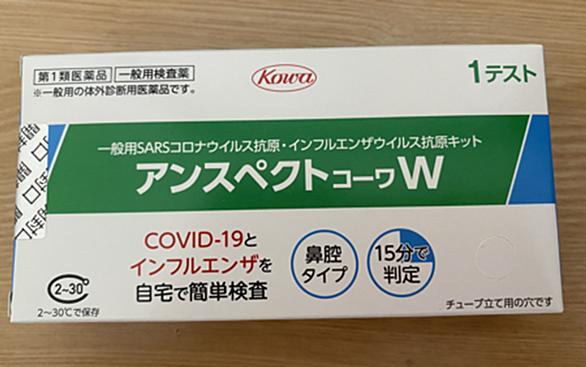 第1類医薬品 一般用検査薬
※一般用の体外診断用医薬品です。
Kowa
1テスト
一般用SARSコロナウイルス抗原・インフルエンザウイルス抗原キット
アンスペクトコーワW
開封口
開封口
COVID-19と
インフルエンザを
自宅で簡単検査
鼻腔
タイプ
15分で
判定
2~30°
2~30℃で保存
チューブ立て用の穴です